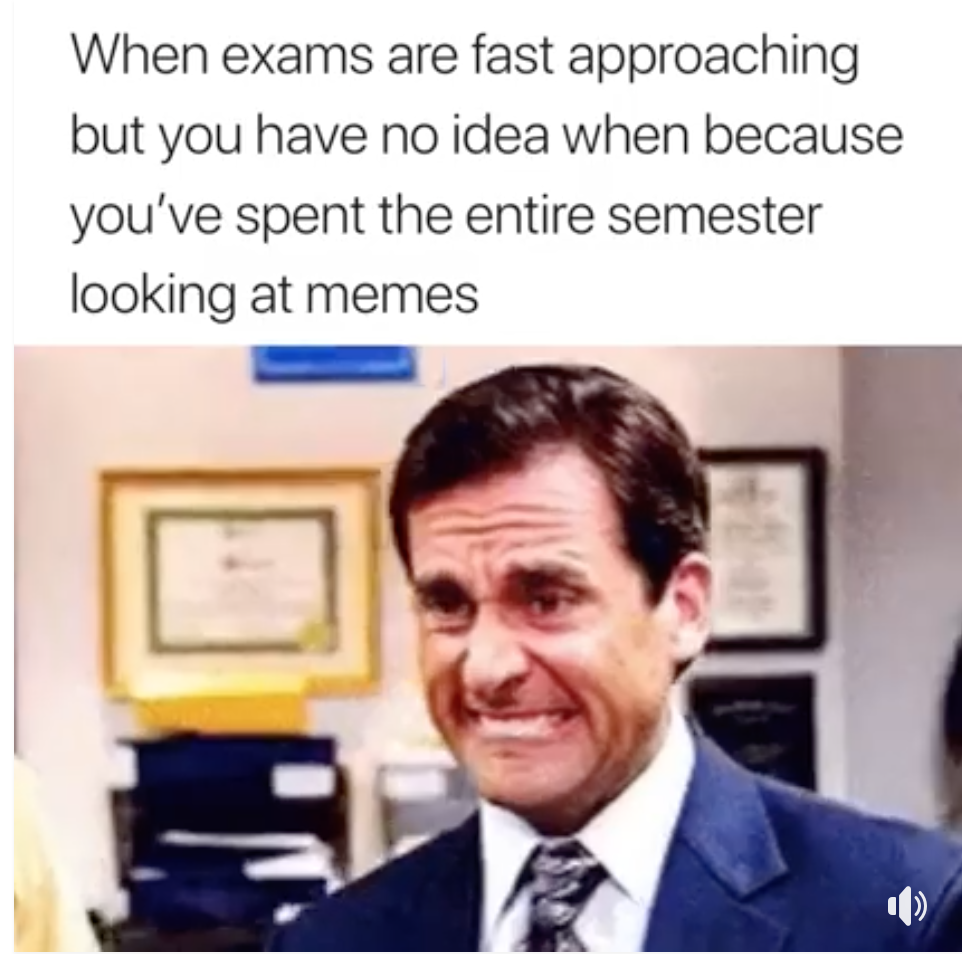 When exams are fast approaching
but you have no idea when because
you've spent the entire semester
looking at memes